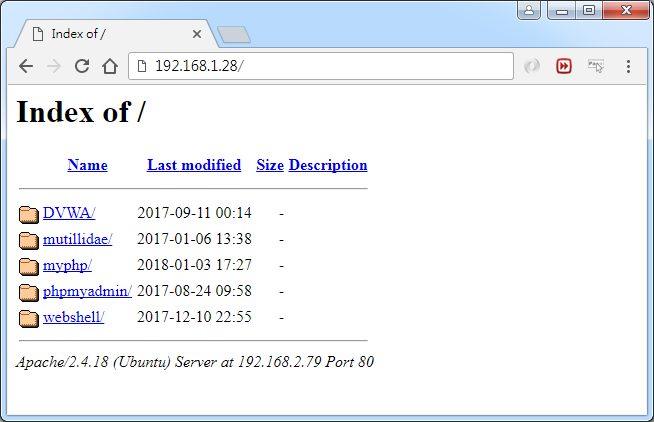 Index of /
192.168.1.28/
Index of /
Name Last modified Size Description
DVWA/ 2017-09-11 00:14 -
mutillidae/ 2017-01-06 13:38 -
myphp/ 2018-01-03 17:27 -
phpmyadmin/ 2017-08-24 09:58 -
webshell/ 2017-12-10 22:55 -
Apache/2.4.18 (Ubuntu) Server at 192.168.2.79 Port 80